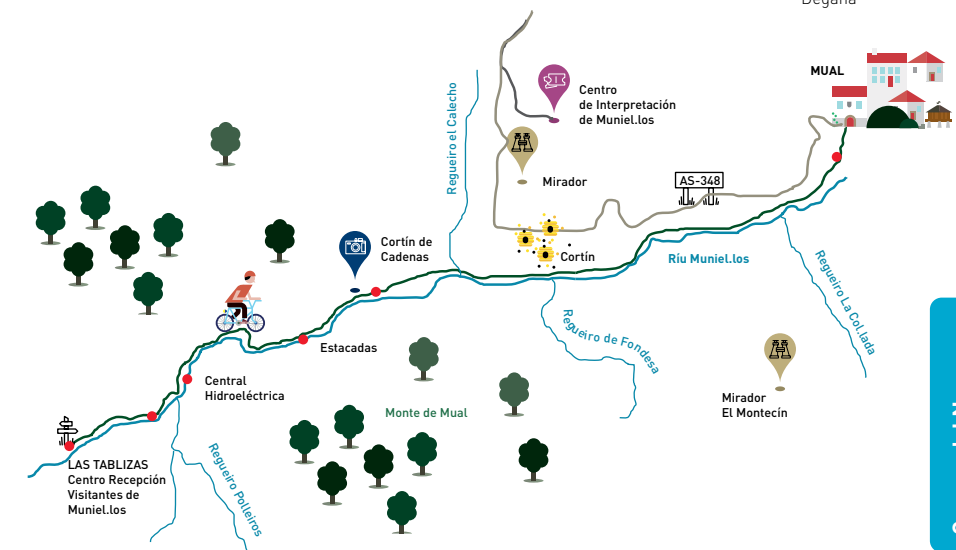 Degaña
MUAL
Centro
de Interpretación
de Muniel.los
Regueiro el Calecho
Mirador
AS-348
Cortín de
Cadenas
Cortín
Ríu Muniel.los
Regueiro La Col.lada
Regueiro de Fondesa
Estacadas
Central
Hidroeléctrica
Monte de Mual
Mirador
El Montecín
LAS TABLIZAS
Centro Recepción
Visitantes de
Muniel.los
Regueiro Polleiros